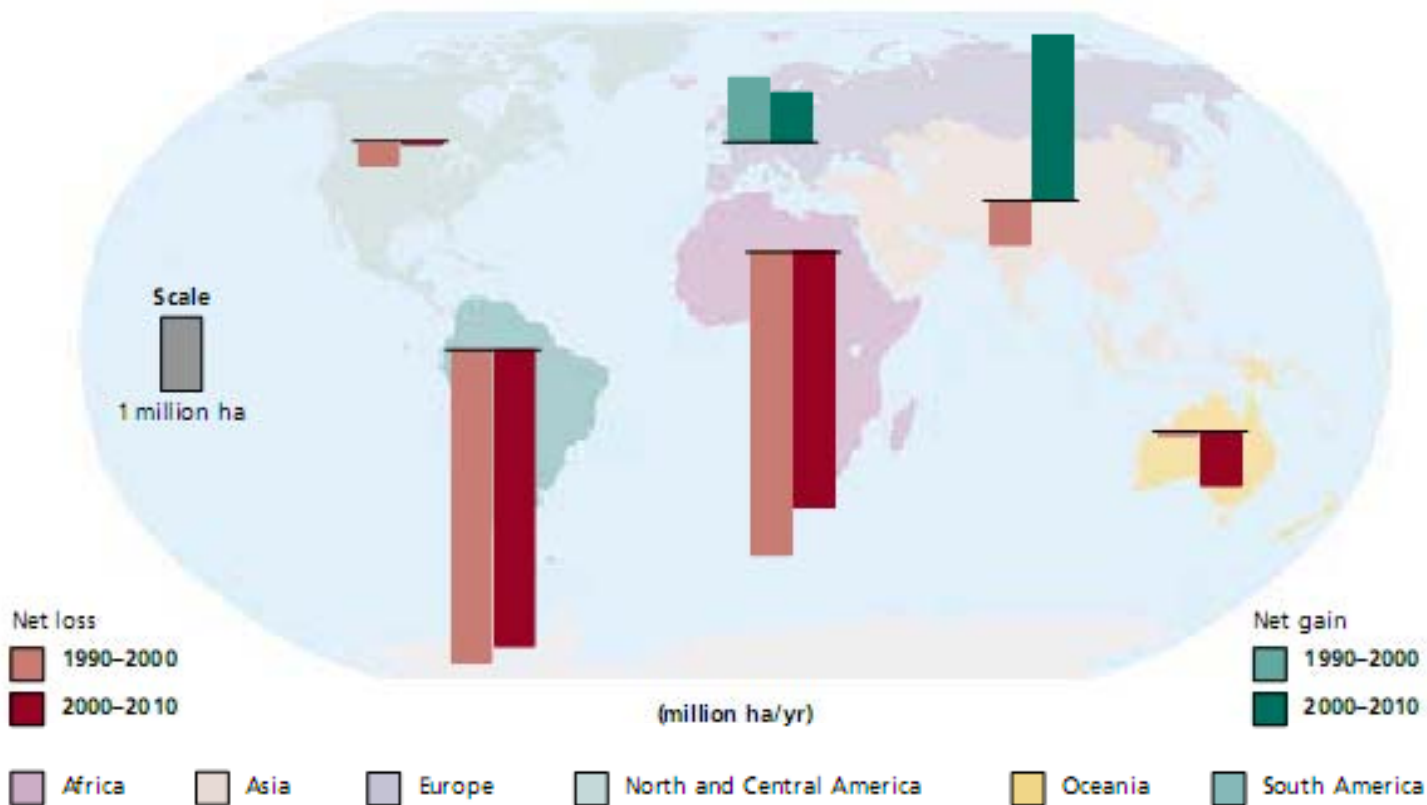 Scale
1 million ha
Net loss
1990–2000
2000–2010
Net gain
1990–2000
2000–2010
(million ha/yr)
Africa
Asia
Europe
North and Central America
Oceania
South America